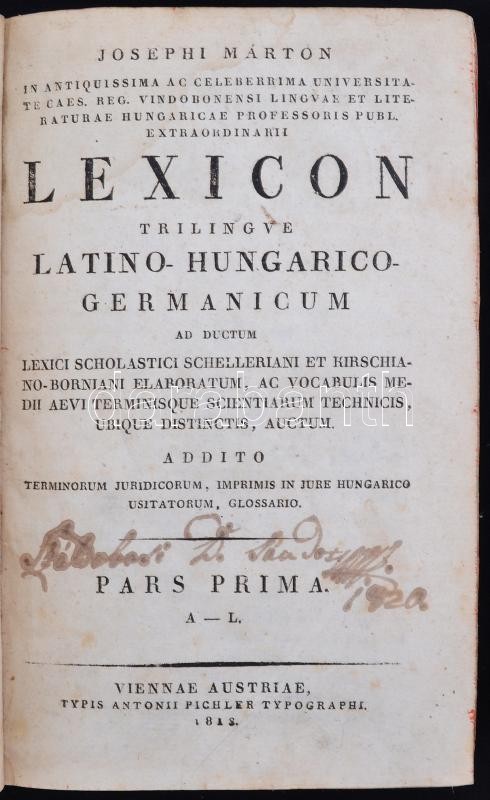 JOSEPHI MÁRTON
IN ANTIQUISSIMA AC CELEBERRIMA UNIVERSITA-
TE CAES. REG. VINDOBONENSI LINGVAE ET LITE-
RATURAE HUNGARICAE PROFESSORIS PUBL.
EXTRAORDINARII
LEXICON
TRILINGVE
LATINO- HUNGARICO-
GERMANICUM
AD DUCTUM
LEXICI SCHOLASTICI SCHELLERIANI ET KIRSCHIA-
NO-BORNIANI ELABORATUM, AC VOCABULIS ME-
DII AEVI TERMINISQUE SCIENTIARUM TECHNICIS,
UBIQUE DISTINCTIS, AUCTUM.
darabanth
ADDITO
TERMINORUM JURIDICORUM, IMPRIMIS IN JURE HUNGARICO
USITATORUM, GLOSSARIO.
1820.
PARS PRIMA.
A — L.
VIENNAE AUSTRIAE,
TYPIS ANTONII PICHLER TYPOGRAPHI.
1818.